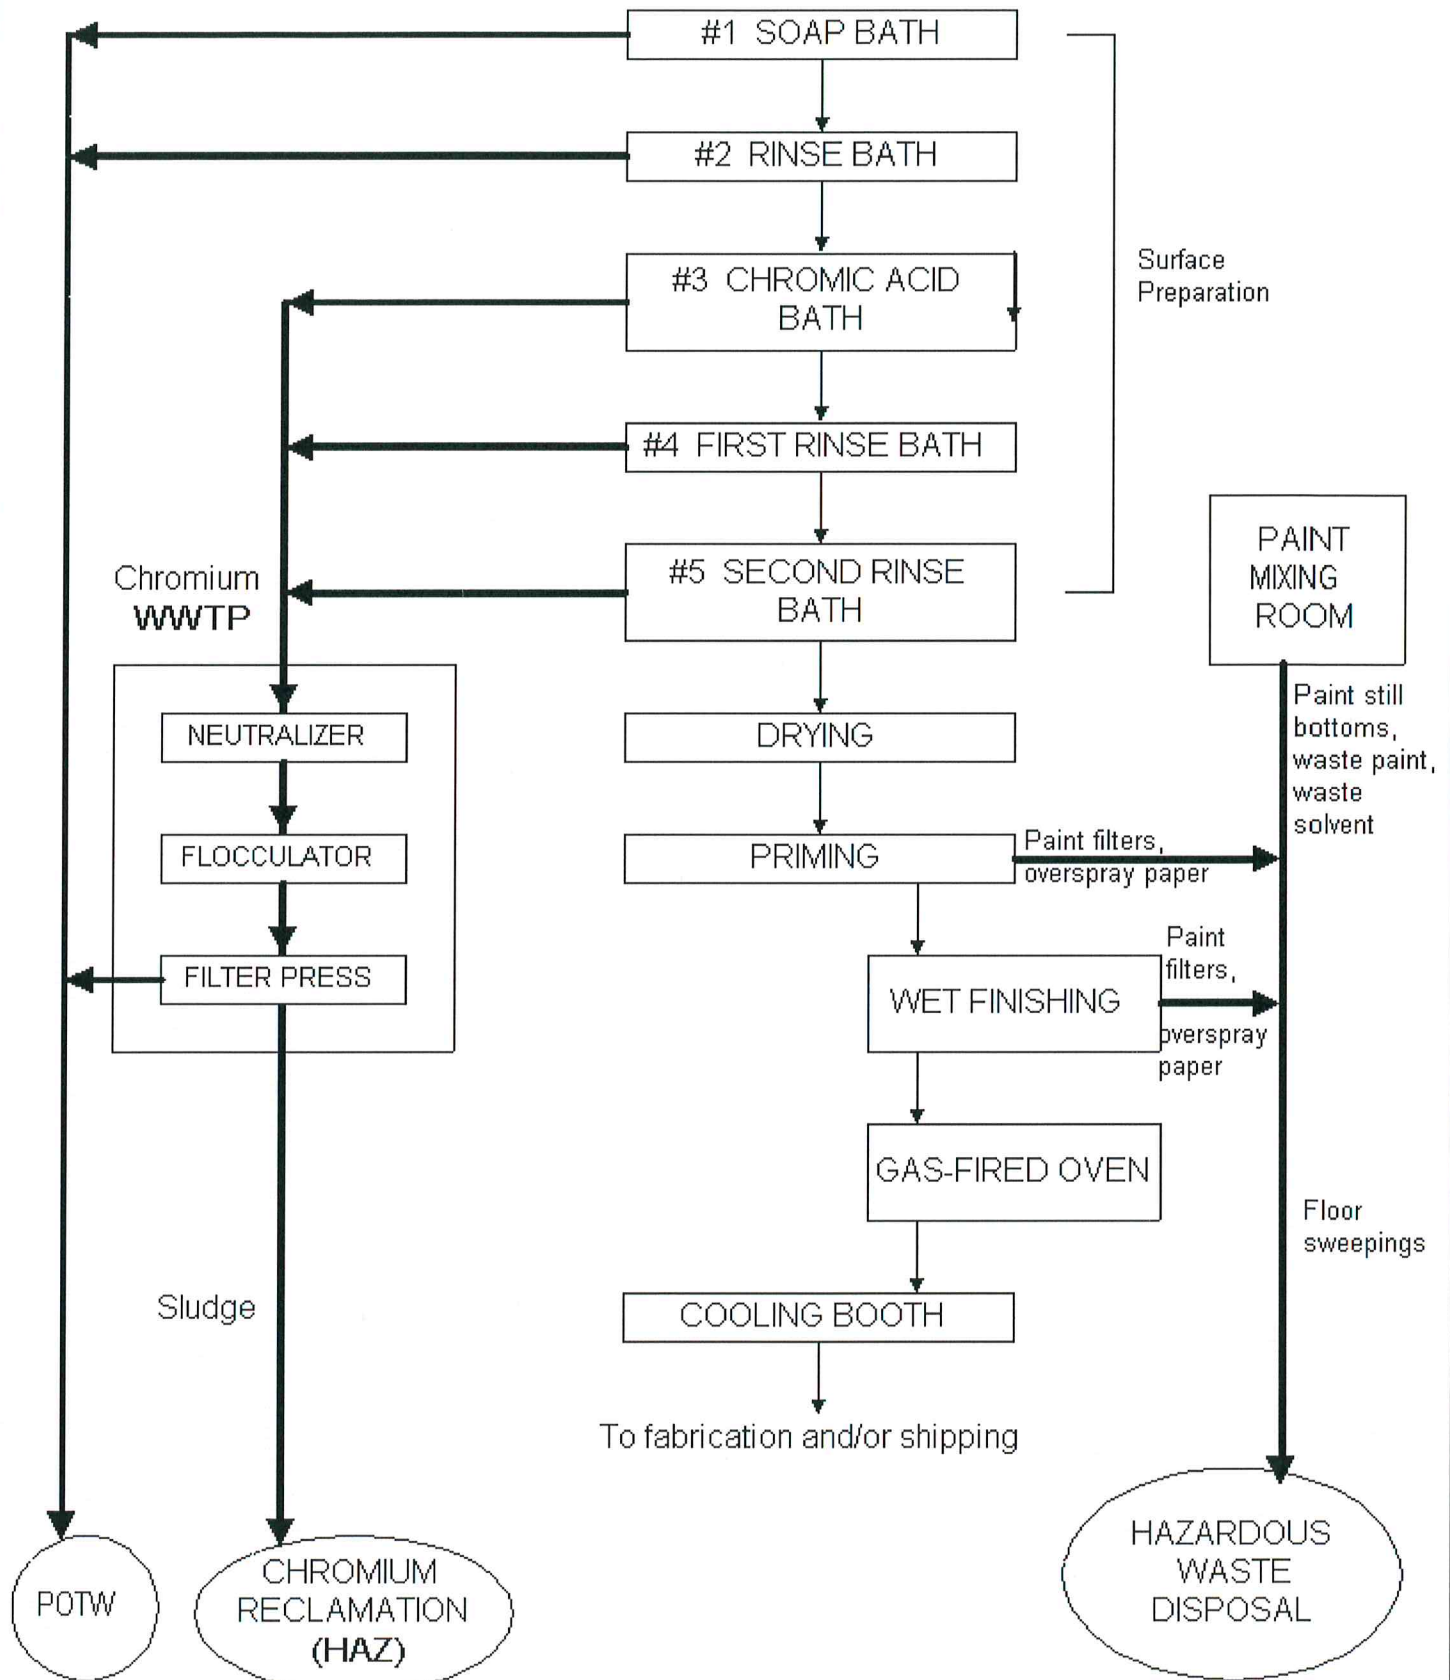 #1 SOAP BATH
#2 RINSE BATH
#3 CHROMIC ACID
BATH
Surface
Preparation
#4 FIRST RINSE BATH
#5 SECOND RINSE
BATH
PAINT
MIXING
ROOM
Chromium
WWTP
Paint still
bottoms,
waste paint,
waste
solvent
NEUTRALIZER
DRYING
FLOCCULATOR
PRIMING
Paint filters,
overspray paper
FILTER PRESS
WET FINISHING
Paint
filters,
overspray
paper
GAS-FIRED OVEN
Floor
sweepings
Sludge
COOLING BOOTH
To fabrication and/or shipping
POTW
CHROMIUM
RECLAMATION
(HAZ)
HAZARDOUS
WASTE
DISPOSAL